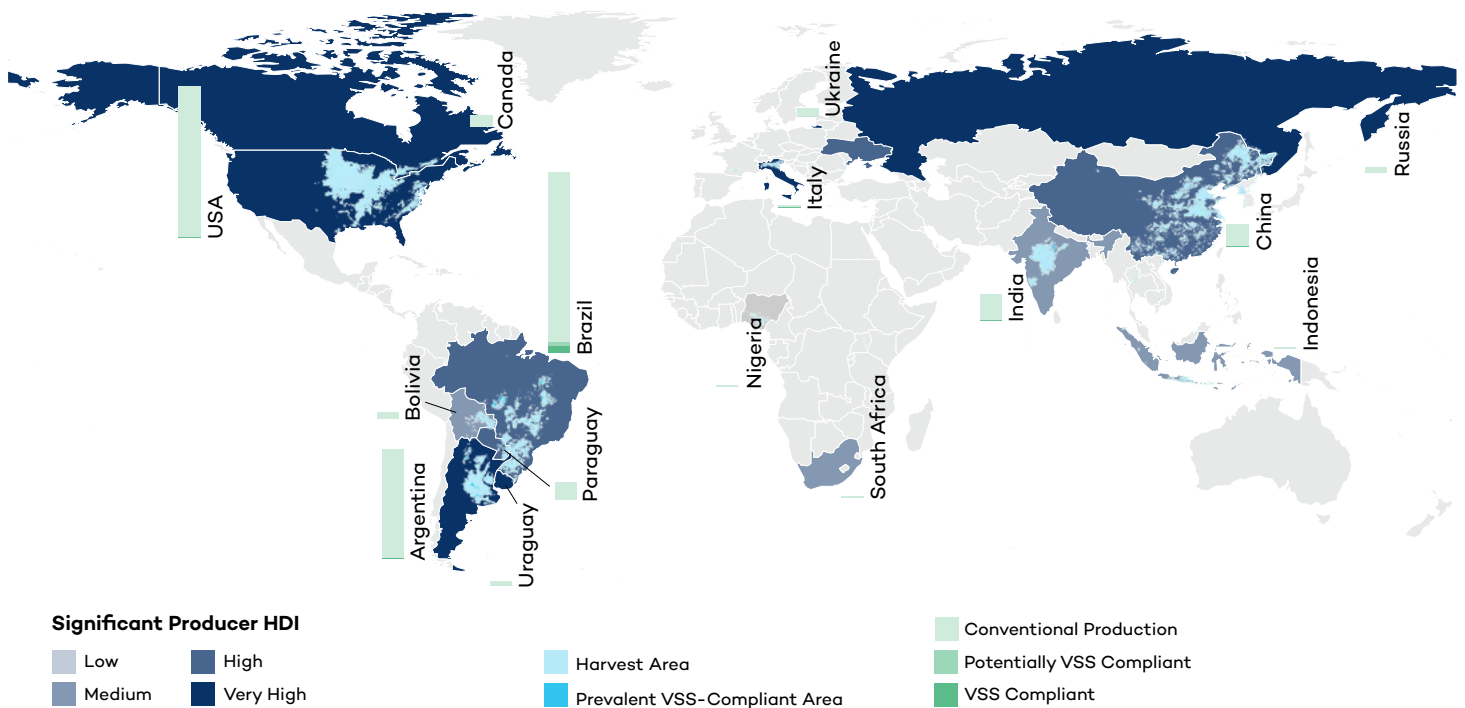 Canada
USA
Ukraine
Italy
Russia
China
India
Indonesia
Nigeria
South Africa
Brazil
Bolivia
Paraguay
Argentina
Uraguay
Significant Producer HDI
Low
High
Medium
Very High
Harvest Area
Prevalent VSS-Compliant Area
Conventional Production
Potentially VSS Compliant
VSS Compliant